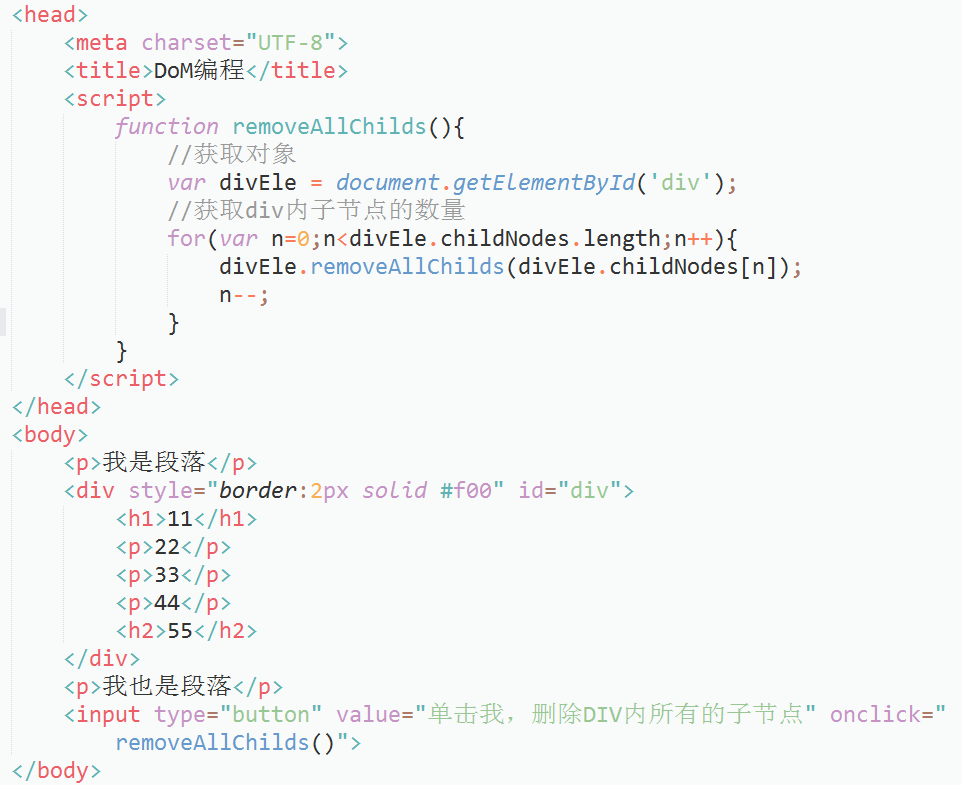 <head>
<meta charset="UTF-8">
<title>DoM编程</title>
<script>
function removeAllChilds(){
//获取对象
var divEle = document.getElementById('div');
//获取div内子节点的数量
for(var n=0;n<divEle.childNodes.length;n++){
divEle.removeAllChilds(divEle.childNodes[n]);
n--;
}
}
</script>
</head>
<body>
<p>我是段落</p>
<div style="border:2px solid #f00" id="div">
<h1>11</h1>
<p>22</p>
<p>33</p>
<p>44</p>
<h2>55</h2>
</div>
<p>我也是段落</p>
<input type="button" value="单击我，删除DIV内所有的子节点" onclick="
removeAllChilds()">
</body>